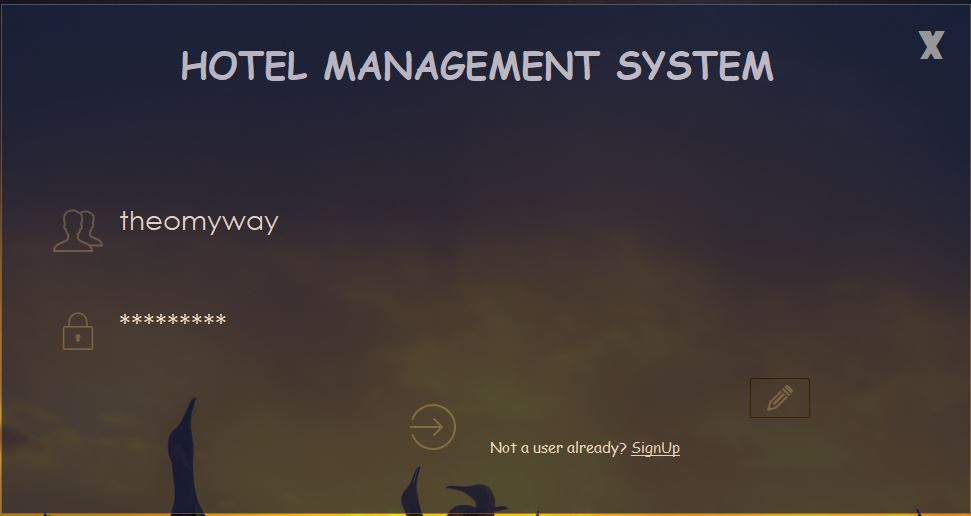 X
HOTEL MANAGEMENT SYSTEM
theomyway
*********
Not a user already? SignUp